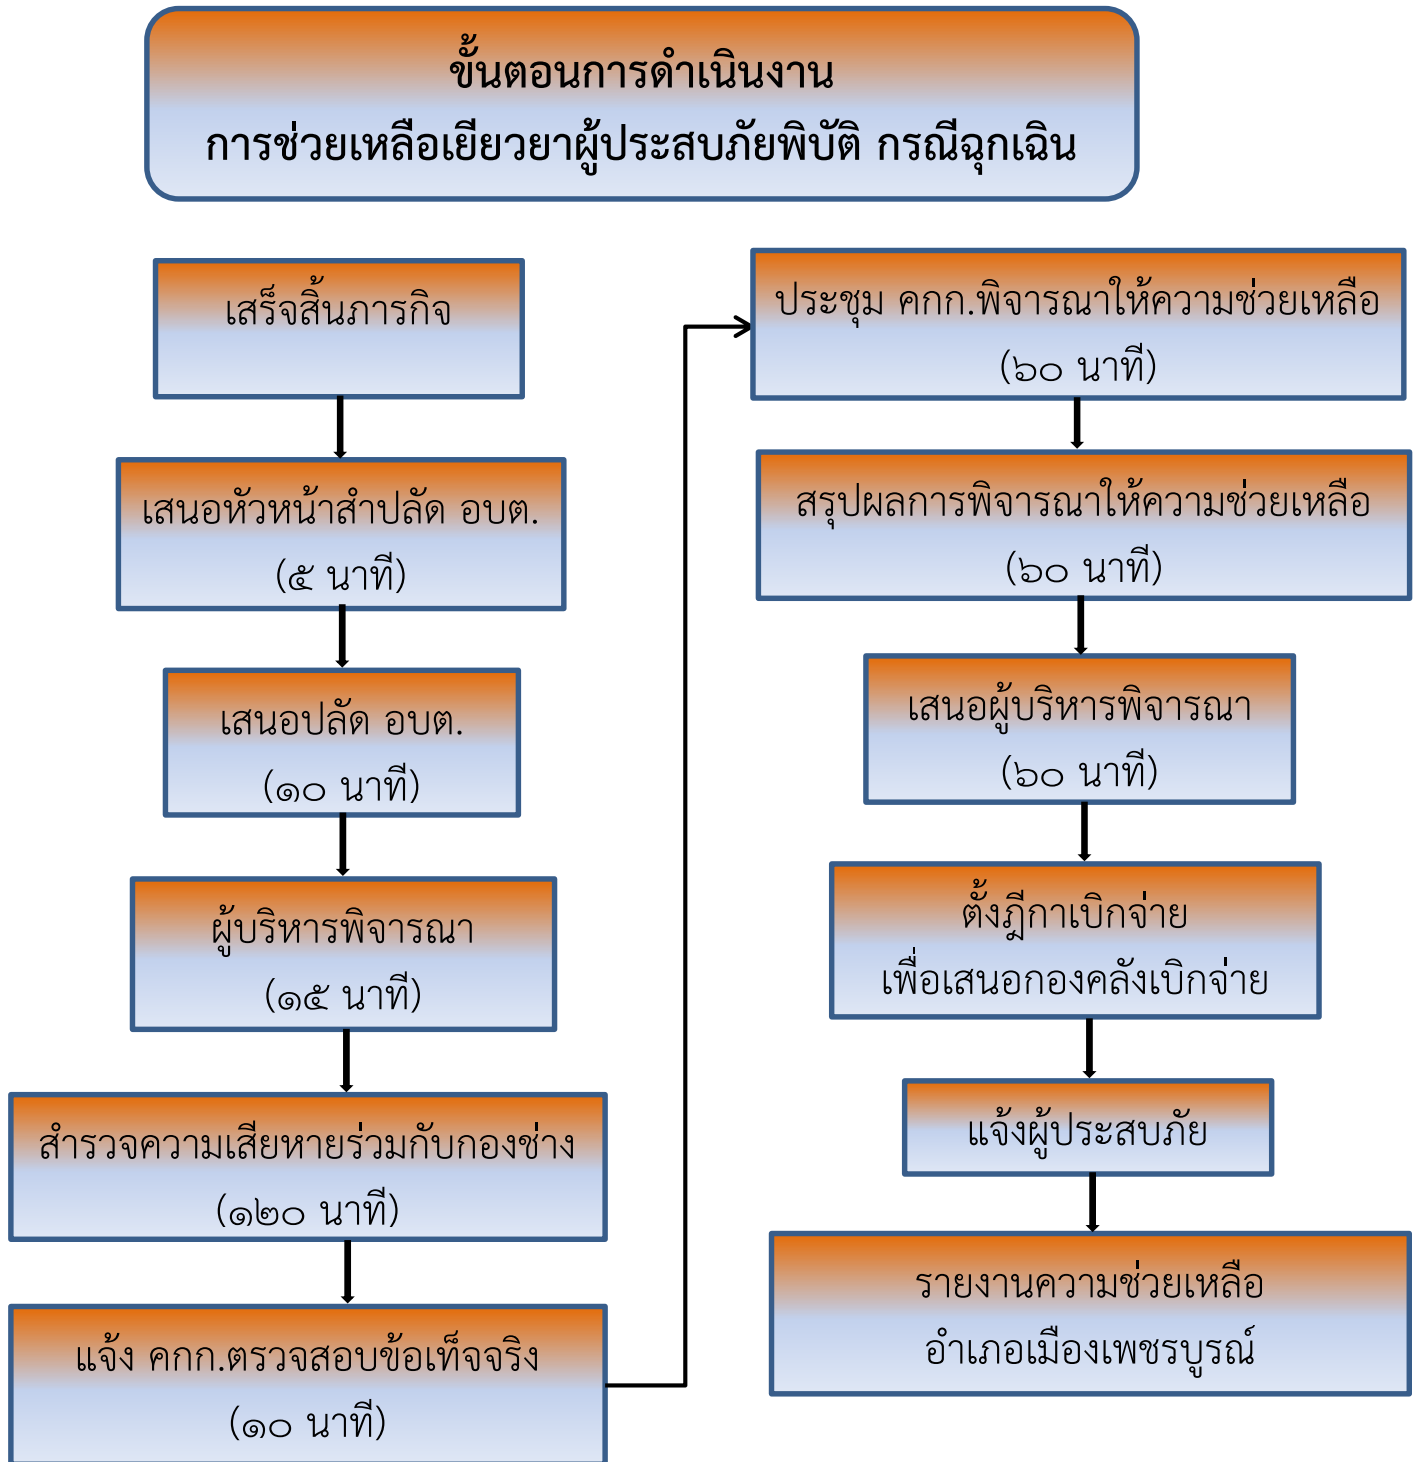 ขั้นตอนการดำเนินงาน
การช่วยเหลือเยียวยาผู้ประสบภัยพิบัติ กรณีฉุกเฉิน
เสร็จสิ้นภารกิจ
เสนอหัวหน้าสำปลัด อบต.
(๕ นาที)
เสนอปลัด อบต.
(๑๐ นาที)
ผู้บริหารพิจารณา
(๑๕ นาที)
สำรวจความเสียหายร่วมกับกองช่าง
(๑๒๐ นาที)
แจ้ง คกก.ตรวจสอบข้อเท็จจริง
(๑๐ นาที)
ประชุม คกก.พิจารณาให้ความช่วยเหลือ
(๖๐ นาที)
สรุปผลการพิจารณาให้ความช่วยเหลือ
(๖๐ นาที)
เสนอผู้บริหารพิจารณา
(๖๐ นาที)
ตั้งฎีกาเบิกจ่าย
เพื่อเสนอกองคลังเบิกจ่าย
แจ้งผู้ประสบภัย
รายงานความช่วยเหลือ
อำเภอเมืองเพชรบูรณ์